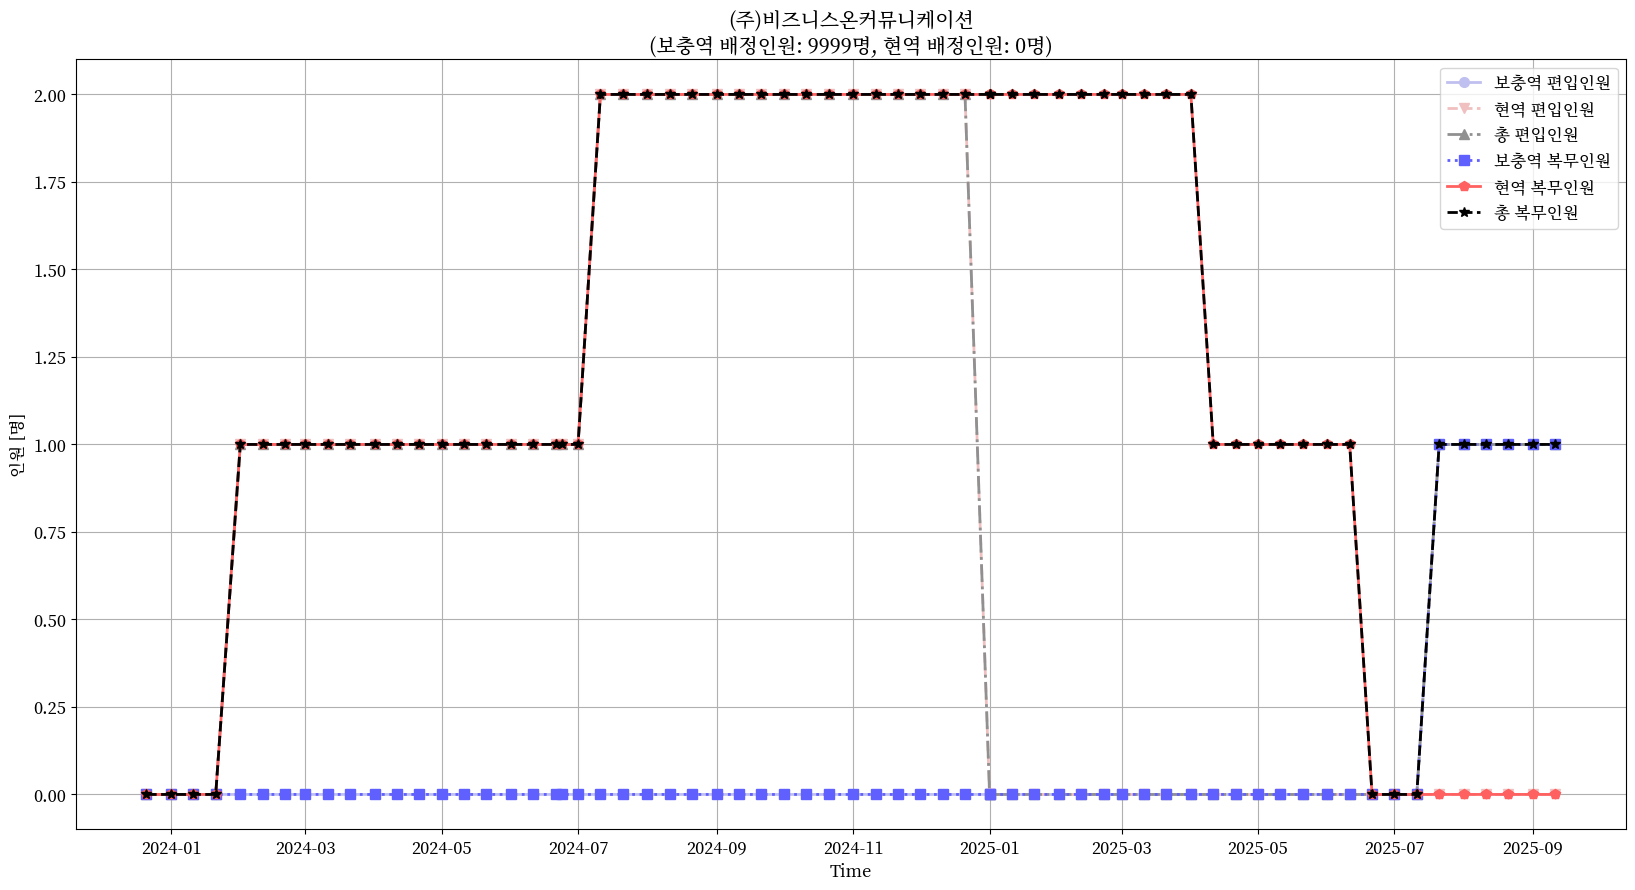 (주)비즈니스온커뮤니케이션
(보충역 배정인원: 9999명, 현역 배정인원: 0명)
보충역 편입인원
현역 편입인원
총 편입인원
보충역 복무인원
현역 복무인원
총 복무인원
인원 [명]
2.00
1.75
1.50
1.25
1.00
0.75
0.50
0.25
0.00
2024-01 2024-03 2024-05 2024-07 2024-09 2024-11 2025-01 2025-03 2025-05 2025-07 2025-09
Time